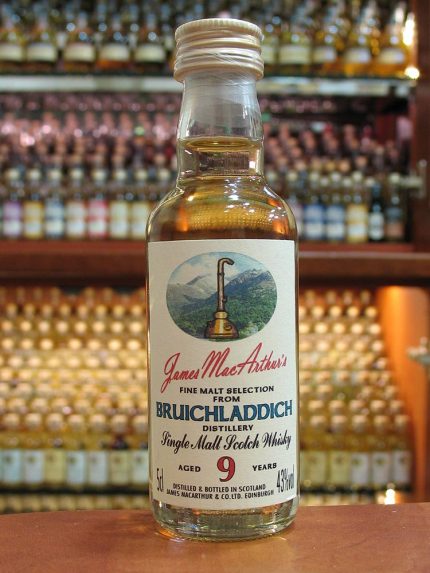 James MacArthur's
FINE MALT SELECTION
FROM
BRUICHLADDICH
DISTILLERY
Single Malt Scotch Whisky
AGED 9 YEARS
5cl 43%vol
DISTILLED & BOTTLED IN SCOTLAND
JAMES MACARTHUR & CO. LTD. EDINBURGH